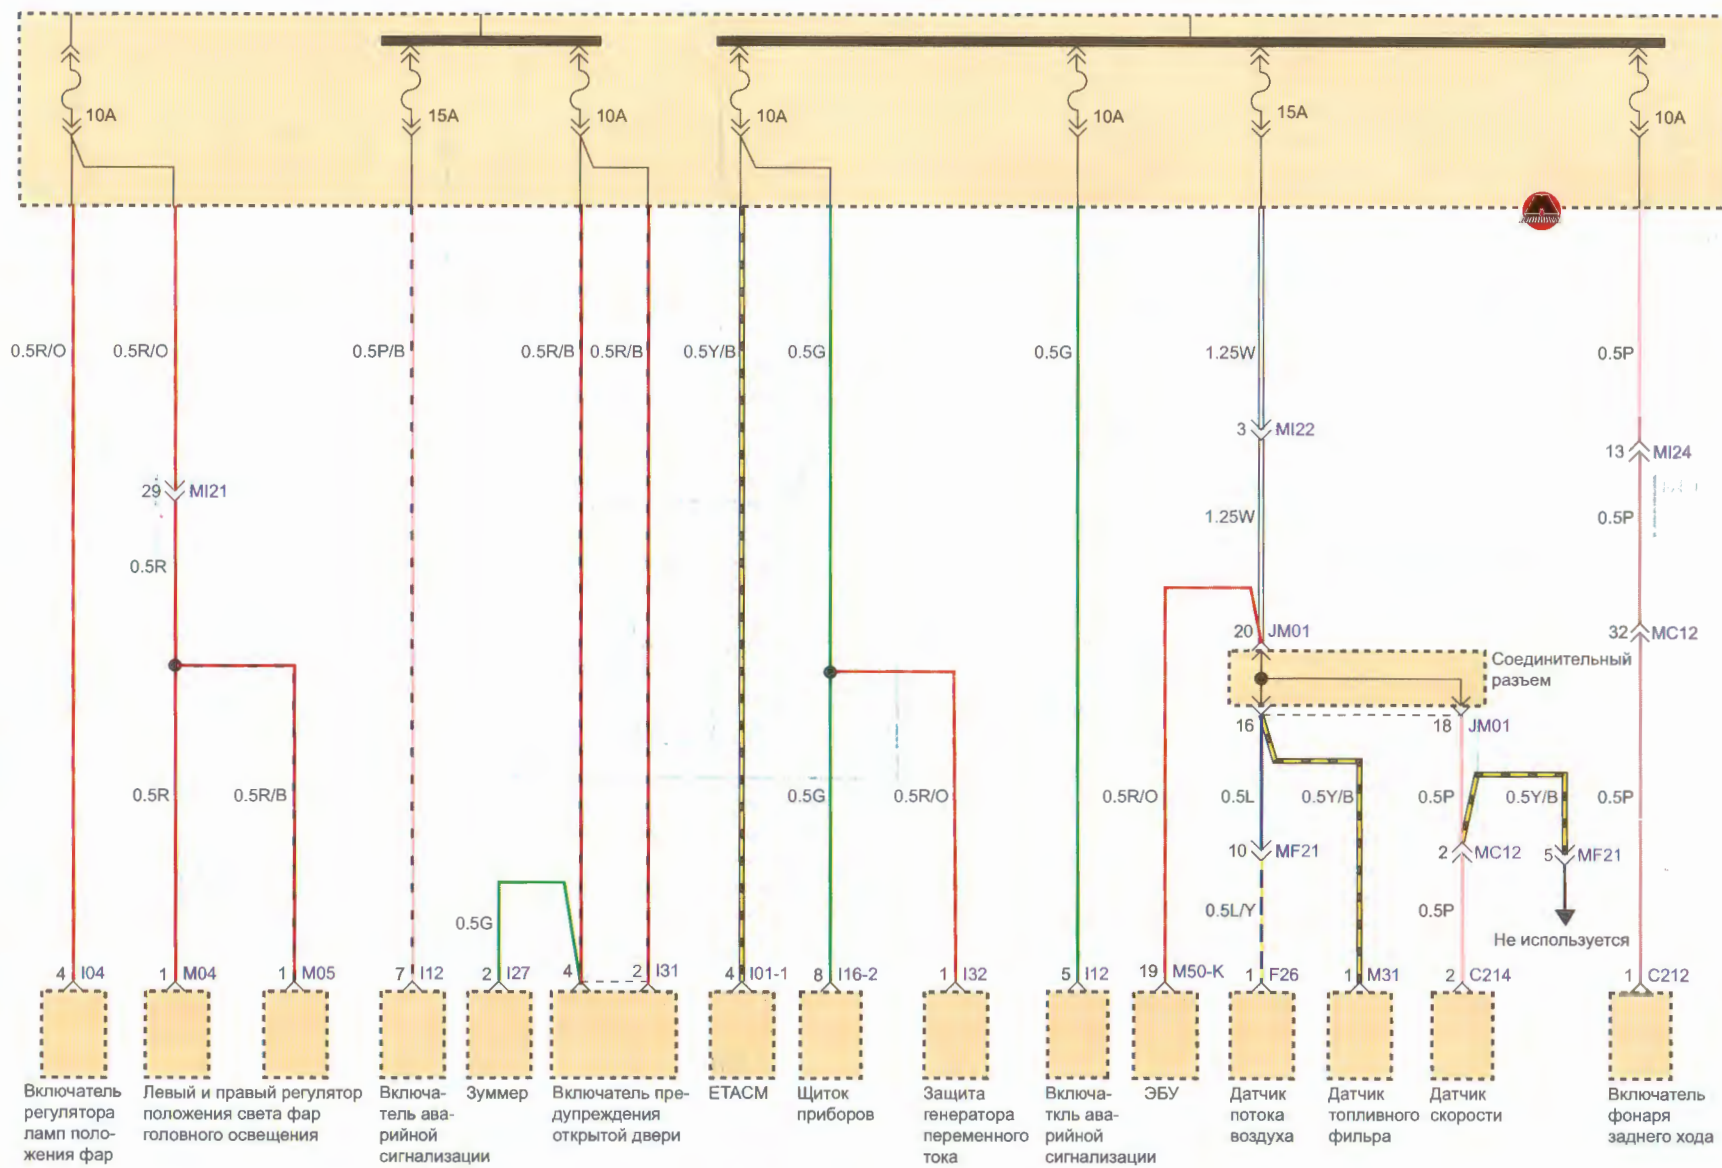 10A
15A
10A
10A
10A
15A
10A
0.5R/O
0.5R/O
0.5P/B
0.5R/B
0.5R/B
0.5Y/B
0.5G
0.5G
1.25W
0.5P
3
MI22
13
MI24
29
MI21
1.25W
0.5P
0.5R
20
JM01
32
MC12
Соединительный
разъем
16
18
JM01
0.5R
0.5R/B
0.5G
0.5R/O
0.5R/O
0.5L
0.5Y/B
0.5P
0.5Y/B
0.5P
10
MF21
2
MC12
5
MF21
0.5G
0.5L/Y
0.5P
Не используется
4
I04
1
M04
1
M05
7
I12
2
I27
4
2
I31
4
I01-1
8
I16-2
1
I32
5
I12
19
M50-K
1
F26
1
M31
2
C214
1
C212
Включатель
регулятора
ламп поло-
жения фар
Левый и правый регулятор
положения света фар
головного освещения
Включа-
тель ава-
рийной
сигнализации
Зуммер
Включатель пре-
дупреждения
открытой двери
ETACM
Щиток
приборов
Защита
генератора
переменного
тока
Включа-
ткль ава-
рийной
сигнализации
ЭБУ
Датчик
потока
воздуха
Датчик
топливного
фильра
Датчик
скорости
Включатель
фонаря
заднего хода